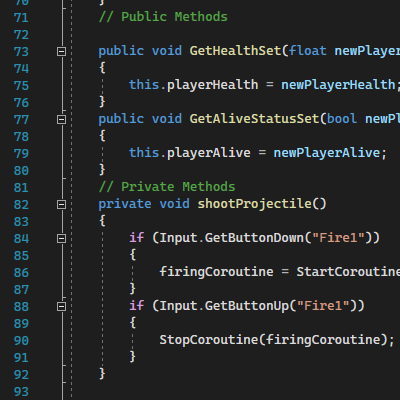 70 }
71 // Public Methods
72
73 public void GetHealthSet(float newPlayer
74 {
75 this.playerHealth = newPlayerHealth;
76 }
77 public void GetAliveStatusSet(bool newPl
78 {
79 this.playerAlive = newPlayerAlive;
80 }
81 // Private Methods
82 private void shootProjectile()
83 {
84 if (Input.GetButtonDown("Fire1"))
85 {
86 firingCoroutine = StartCoroutine
87 }
88 if (Input.GetButtonUp("Fire1"))
89 {
90 StopCoroutine(firingCoroutine);
91 }
92 }
93